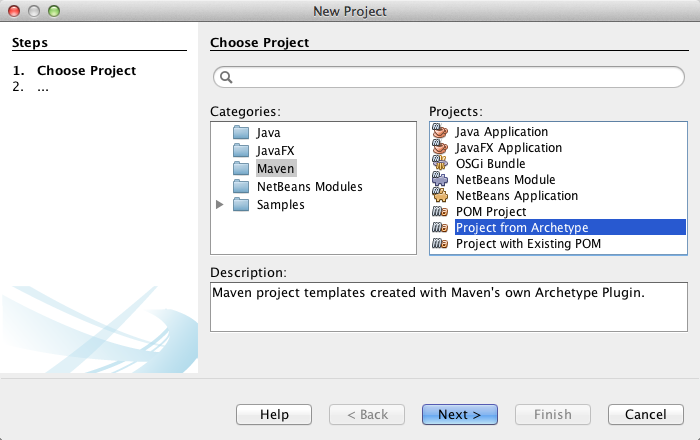 New Project
Steps
1. Choose Project
2. ...
Choose Project
Categories:
Java
JavaFX
Maven
NetBeans Modules
Samples
Projects:
Java Application
JavaFX Application
OSGi Bundle
NetBeans Module
NetBeans Application
POM Project
Project from Archetype
Project with Existing POM
Description:
Maven project templates created with Maven's own Archetype Plugin.
Help
< Back
Next >
Finish
Cancel